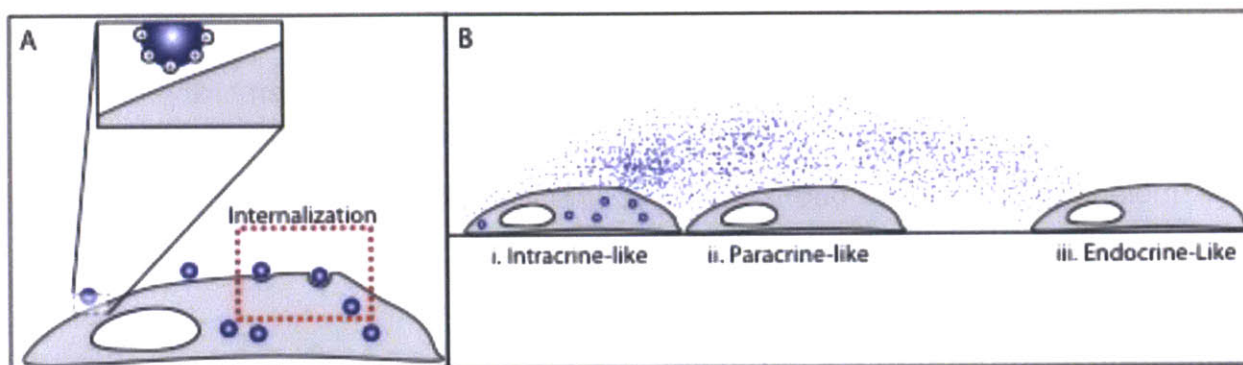 A
B
Internalization
i. Intracrine-like
ii. Paracrine-like
iii. Endocrine-Like